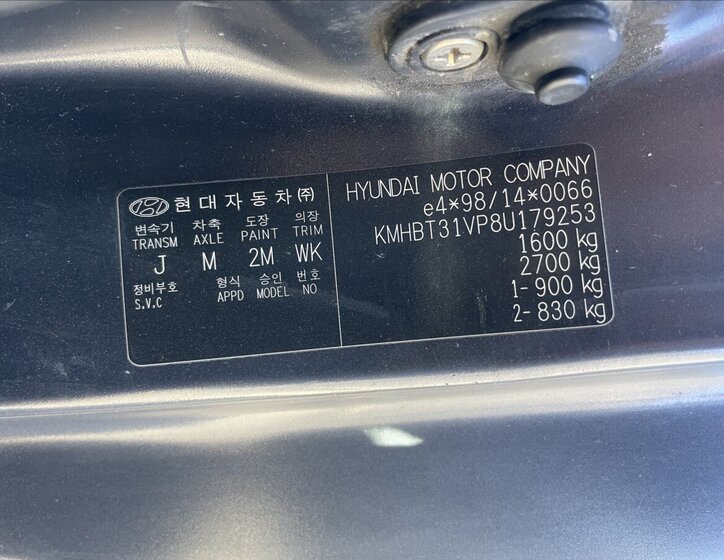 현대자동차㈜
변속기 차축 도장 의장
TRANSM AXLE PAINT TRIM
J M 2M WK
정비부호 형식 승인 번호
S.V.C APPD MODEL NO
HYUNDAI MOTOR COMPANY
e4*98/14*0066
KMHBT31VP8U179253
1600 kg
2700 kg
1- 900 kg
2- 830 kg